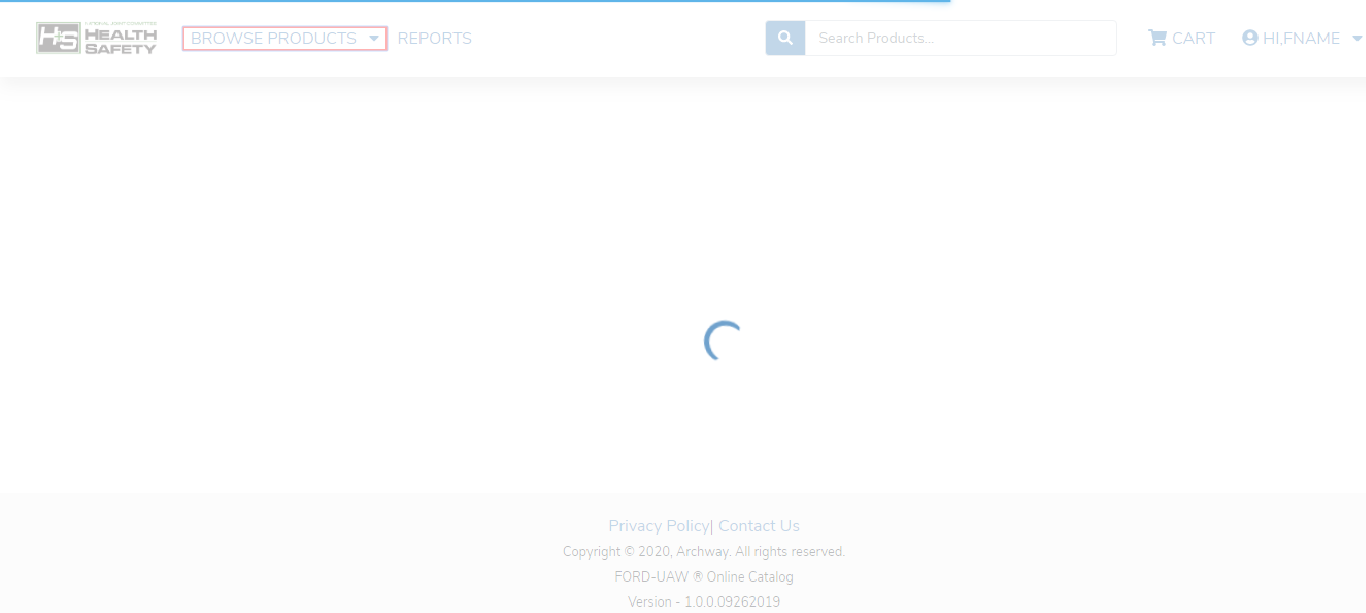 NATIONAL JOINT COMMITTEE
H+S HEALTH
SAFETY
BROWSE PRODUCTS
REPORTS
Search Products...
CART
HI,FNAME
Privacy Policy| Contact Us
Copyright © 2020, Archway. All rights reserved.
FORD-UAW ® Online Catalog
Version - 1.0.0.09262019